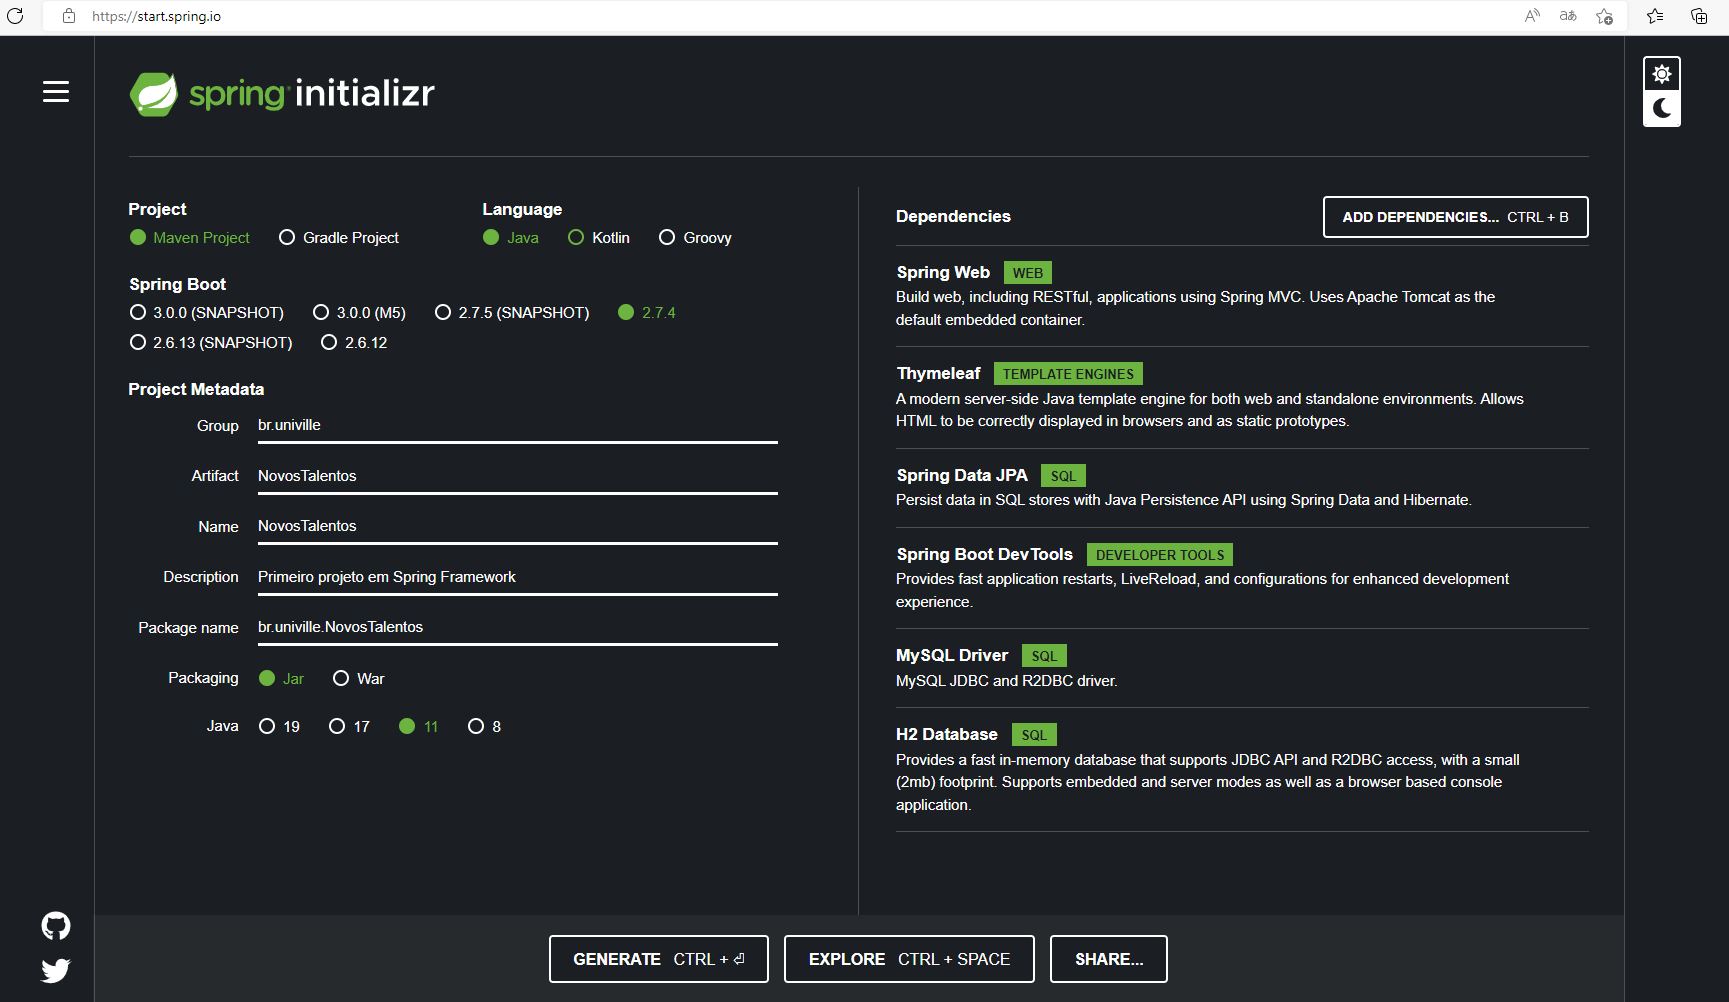 https://start.spring.io
spring initializr
Project
Maven Project Gradle Project
Language
Java Kotlin Groovy
Spring Boot
3.0.0 (SNAPSHOT) 3.0.0 (M5) 2.7.5 (SNAPSHOT) 2.7.4
2.6.13 (SNAPSHOT) 2.6.12
Project Metadata
Group br.univille
Artifact NovosTalentos
Name NovosTalentos
Description Primeiro projeto em Spring Framework
Package name br.univille.NovosTalentos
Packaging Jar War
Java 19 17 11 8
Dependencies
ADD DEPENDENCIES... CTRL + B
Spring Web WEB
Build web, including RESTful, applications using Spring MVC. Uses Apache Tomcat as the
default embedded container.
Thymeleaf TEMPLATE ENGINES
A modern server-side Java template engine for both web and standalone environments. Allows
HTML to be correctly displayed in browsers and as static prototypes.
Spring Data JPA SQL
Persist data in SQL stores with Java Persistence API using Spring Data and Hibernate.
Spring Boot DevTools DEVELOPER TOOLS
Provides fast application restarts, LiveReload, and configurations for enhanced development
experience.
MySQL Driver SQL
MySQL JDBC and R2DBC driver.
H2 Database SQL
Provides a fast in-memory database that supports JDBC API and R2DBC access, with a small
(2mb) footprint. Supports embedded and server modes as well as a browser based console
application.
GENERATE CTRL + ⏎
EXPLORE CTRL + SPACE
SHARE...